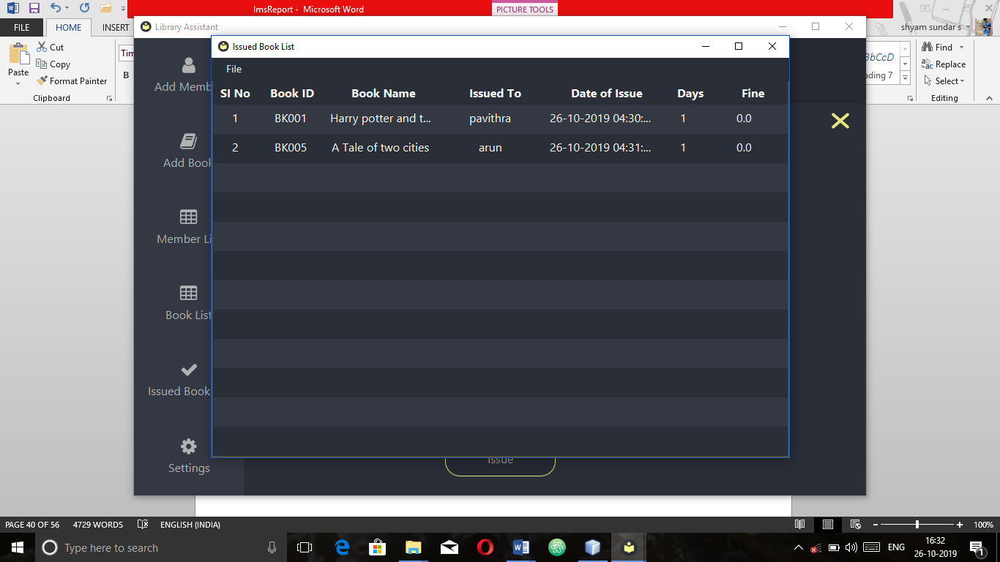 ImsReport - Microsoft Word
PICTURE TOOLS
FILE
HOME
INSERT
shyam sundar s
Cut
Copy
Format Painter
Paste
Clipboard
B
Find
Replace
Select
Editing
Library Assistant
Issued Book List
File
SI No Book ID Book Name Issued To Date of Issue Days Fine
1 BK001 Harry potter and t... pavithra 26-10-2019 04:30:... 1 0.0
2 BK005 A Tale of two cities arun 26-10-2019 04:31:... 1 0.0
Add Memb
Add Book
Member Li
Book List
Issued Book
Settings
Issue
PAGE 40 OF 56 4729 WORDS ENGLISH (INDIA) 100%
Type here to search
ENG
16:32
26-10-2019
1